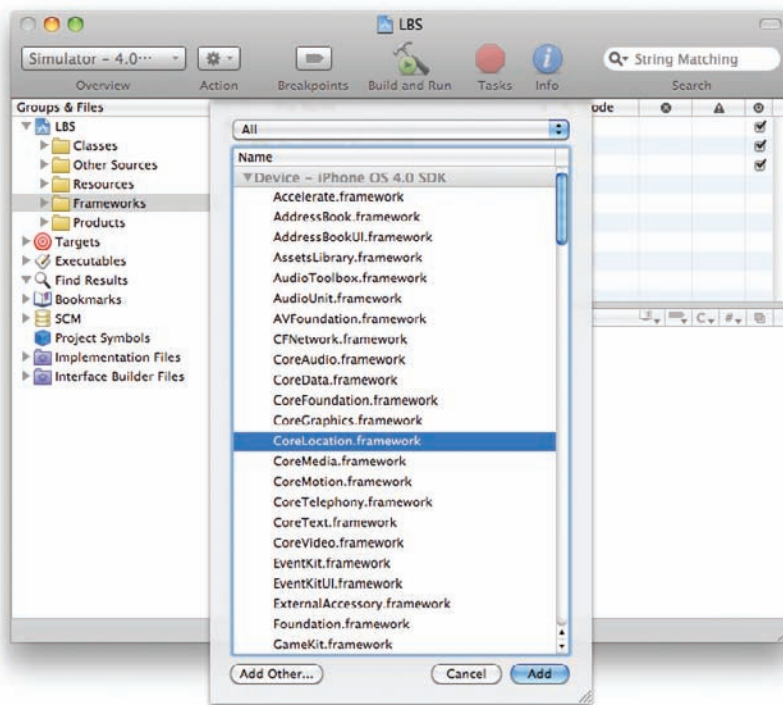 LBS
Simulator – 4.0···
String Matching
Overview
Action
Breakpoints
Build and Run
Tasks
Info
Search
Groups & Files
LBS
Classes
Other Sources
Resources
Frameworks
Products
Targets
Executables
Find Results
Bookmarks
SCM
Project Symbols
Implementation Files
Interface Builder Files
ode
All
Name
Device – iPhone OS 4.0 SDK
Accelerate.framework
AddressBook.framework
AddressBookUI.framework
AssetsLibrary.framework
AudioToolbox.framework
AudioUnit.framework
AVFoundation.framework
CFNetwork.framework
CoreAudio.framework
CoreData.framework
CoreFoundation.framework
CoreGraphics.framework
CoreLocation.framework
CoreMedia.framework
CoreMotion.framework
CoreTelephony.framework
CoreText.framework
CoreVideo.framework
EventKit.framework
EventKitUI.framework
ExternalAccessory.framework
Foundation.framework
GameKit.framework
C
#
Add Other...
Cancel
Add